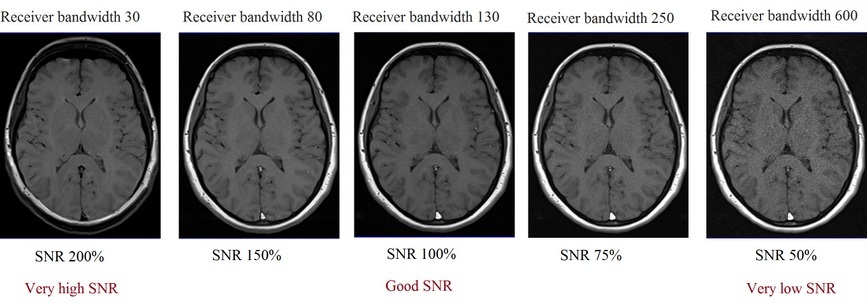 Receiver bandwidth 30
Receiver bandwidth 80
Receiver bandwidth 130
Receiver bandwidth 250
Receiver bandwidth 600
SNR 200%
SNR 150%
SNR 100%
SNR 75%
SNR 50%
Very high SNR
Good SNR
Very low SNR